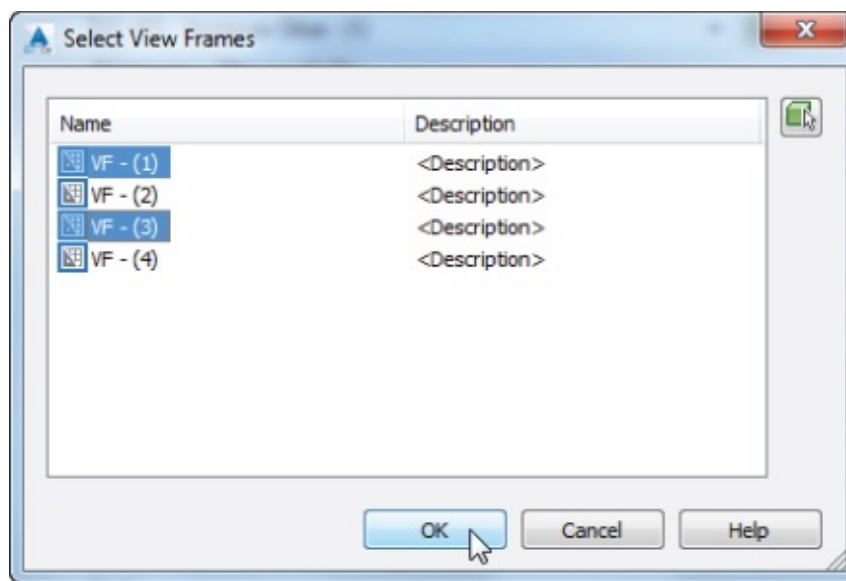 Select View Frames
Name Description
VF - (1) <Description>
VF - (2) <Description>
VF - (3) <Description>
VF - (4) <Description>
OK Cancel Help